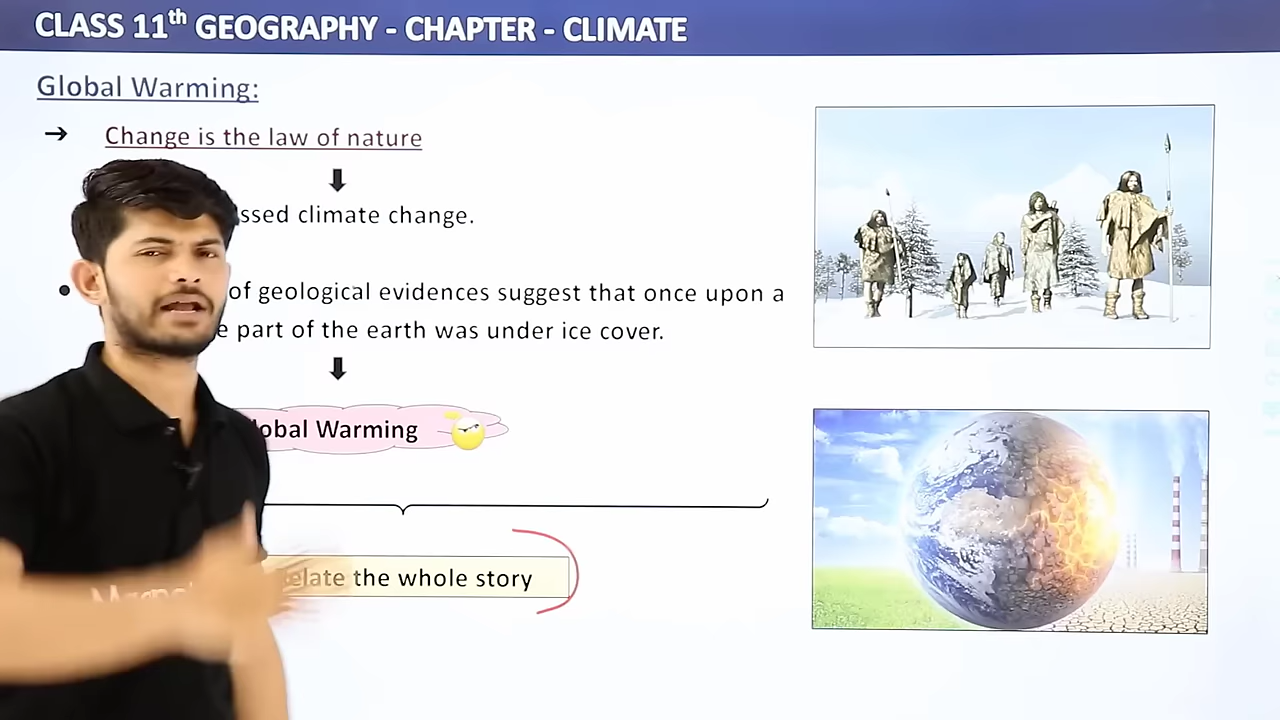 CLASS 11th GEOGRAPHY - CHAPTER - CLIMATE
Global Warming:
→ Change is the law of nature
ssed climate change.
• of geological evidences suggest that once upon a
e part of the earth was under ice cover.
obal Warming
elate the whole story